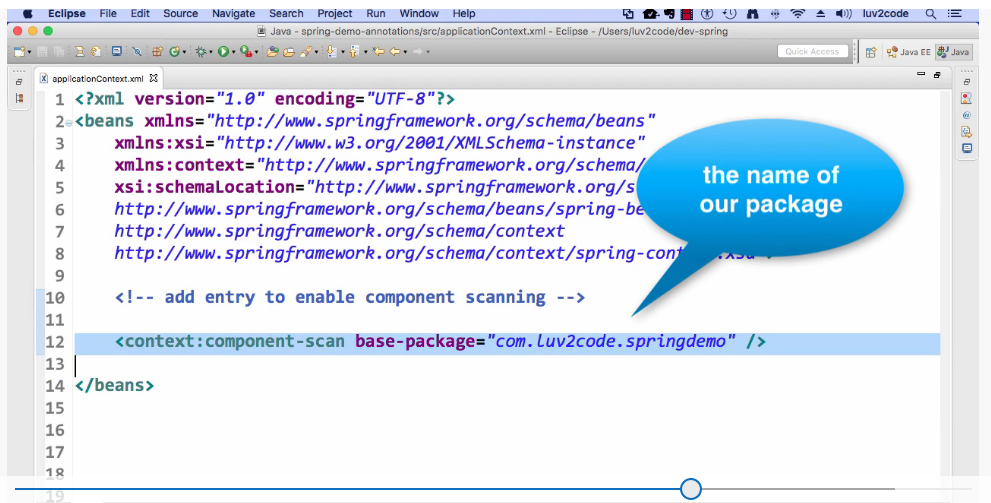 Eclipse File Edit Source Navigate Search Project Run Window Help luv2code
Java - spring-demo-annotations/src/applicationContext.xml - Eclipse - /Users/luv2code/dev-spring
Quick Access Java EE Java
applicationContext.xml
1 <?xml version="1.0" encoding="UTF-8"?>
2 <beans xmlns="http://www.springframework.org/schema/beans"
3 xmlns:xsi="http://www.w3.org/2001/XMLSchema-instance"
4 xmlns:context="http://www.springframework.org/schema/
5 xsi:schemaLocation="http://www.springframework.org/s
6 http://www.springframework.org/schema/beans/spring-be
7 http://www.springframework.org/schema/context
8 http://www.springframework.org/schema/context/spring-con
the name of
our package
9
10 <!-- add entry to enable component scanning -->
11
12 <context:component-scan base-package="com.luv2code.springdemo" />
13
14 </beans>
15
16
17
18
19